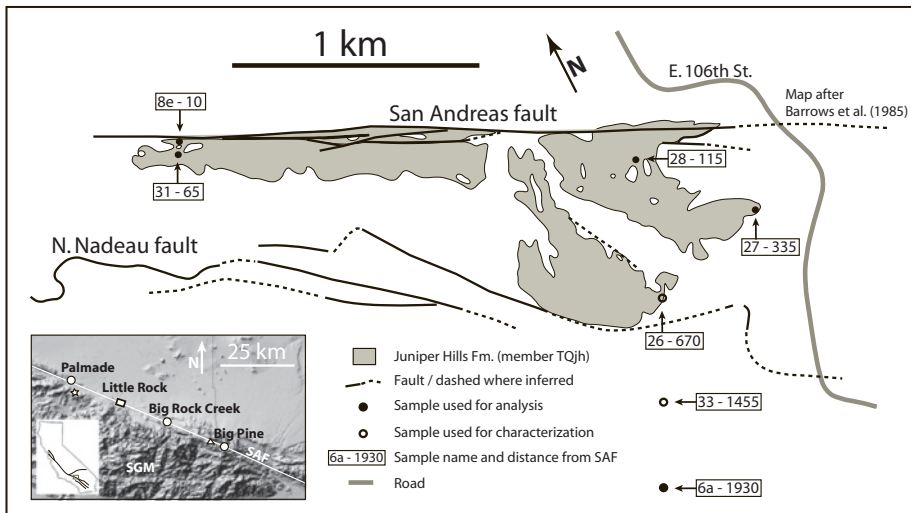 1 km
N
E. 106th St.
8e - 10
San Andreas fault
Map after
Barrows et al. (1985)
28 - 115
31 - 65
27 - 335
N. Nadeau fault
26 - 670
N
25 km
Palmade
Little Rock
Big Rock Creek
Big Pine
SGM
SAF
Juniper Hills Fm. (member TQjh)
Fault / dashed where inferred
Sample used for analysis
Sample used for characterization
6a - 1930 Sample name and distance from SAF
Road
33 - 1455
6a - 1930